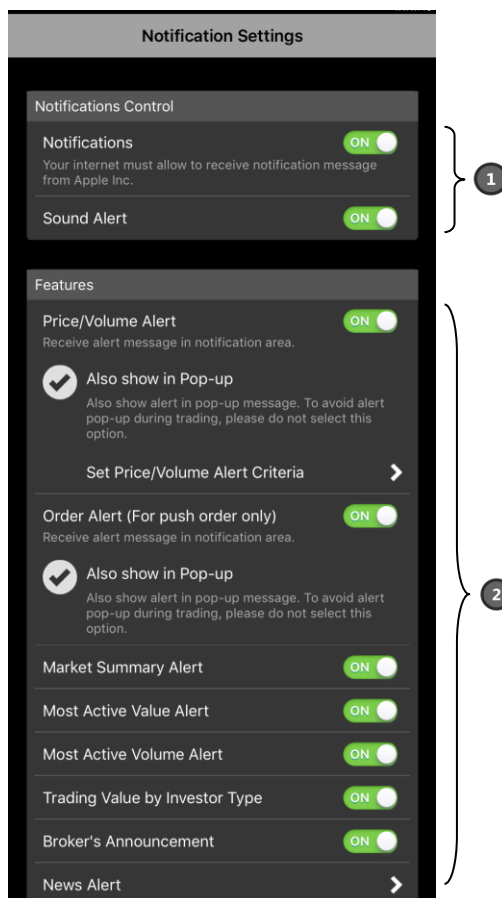 Notification Settings
Notifications Control
Notifications
ON
Your internet must allow to receive notification message
from Apple Inc.
Sound Alert
ON
1
Features
Price/Volume Alert
ON
Receive alert message in notification area.
Also show in Pop-up
Also show alert in pop-up message. To avoid alert
pop-up during trading, please do not select this
option.
Set Price/Volume Alert Criteria
Order Alert (For push order only)
ON
Receive alert message in notification area.
Also show in Pop-up
Also show alert in pop-up message. To avoid alert
pop-up during trading, please do not select this
option.
2
Market Summary Alert
ON
Most Active Value Alert
ON
Most Active Volume Alert
ON
Trading Value by Investor Type
ON
Broker's Announcement
ON
News Alert